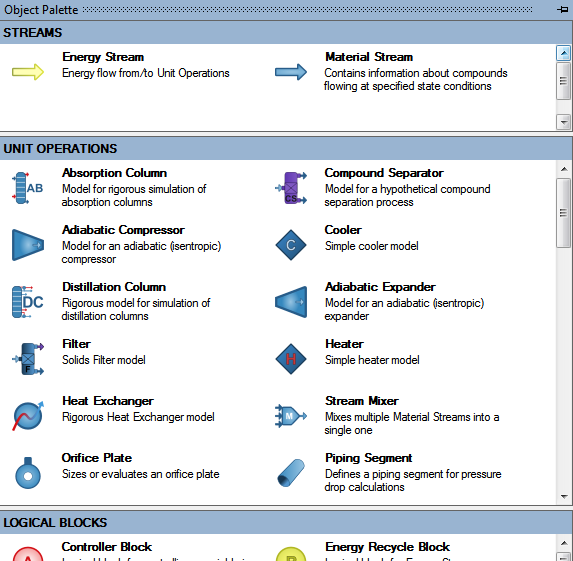 Object Palette
STREAMS
Energy Stream
Energy flow from/to Unit Operations
Material Stream
Contains information about compounds
flowing at specified state conditions
UNIT OPERATIONS
AB
Absorption Column
Model for rigorous simulation of
absorption columns
CS
Compound Separator
Model for a hypothetical compound
separation process
Adiabatic Compressor
Model for an adiabatic (isentropic)
compressor
C
Cooler
Simple cooler model
DC
Distillation Column
Rigorous model for simulation of
distillation columns
Adiabatic Expander
Model for an adiabatic (isentropic)
expander
F
Filter
Solids Filter model
H
Heater
Simple heater model
Heat Exchanger
Rigorous Heat Exchanger model
M
Stream Mixer
Mixes multiple Material Streams into a
single one
Orifice Plate
Sizes or evaluates an orifice plate
Piping Segment
Defines a piping segment for pressure
drop calculations
LOGICAL BLOCKS
A
Controller Block
R
Energy Recycle Block